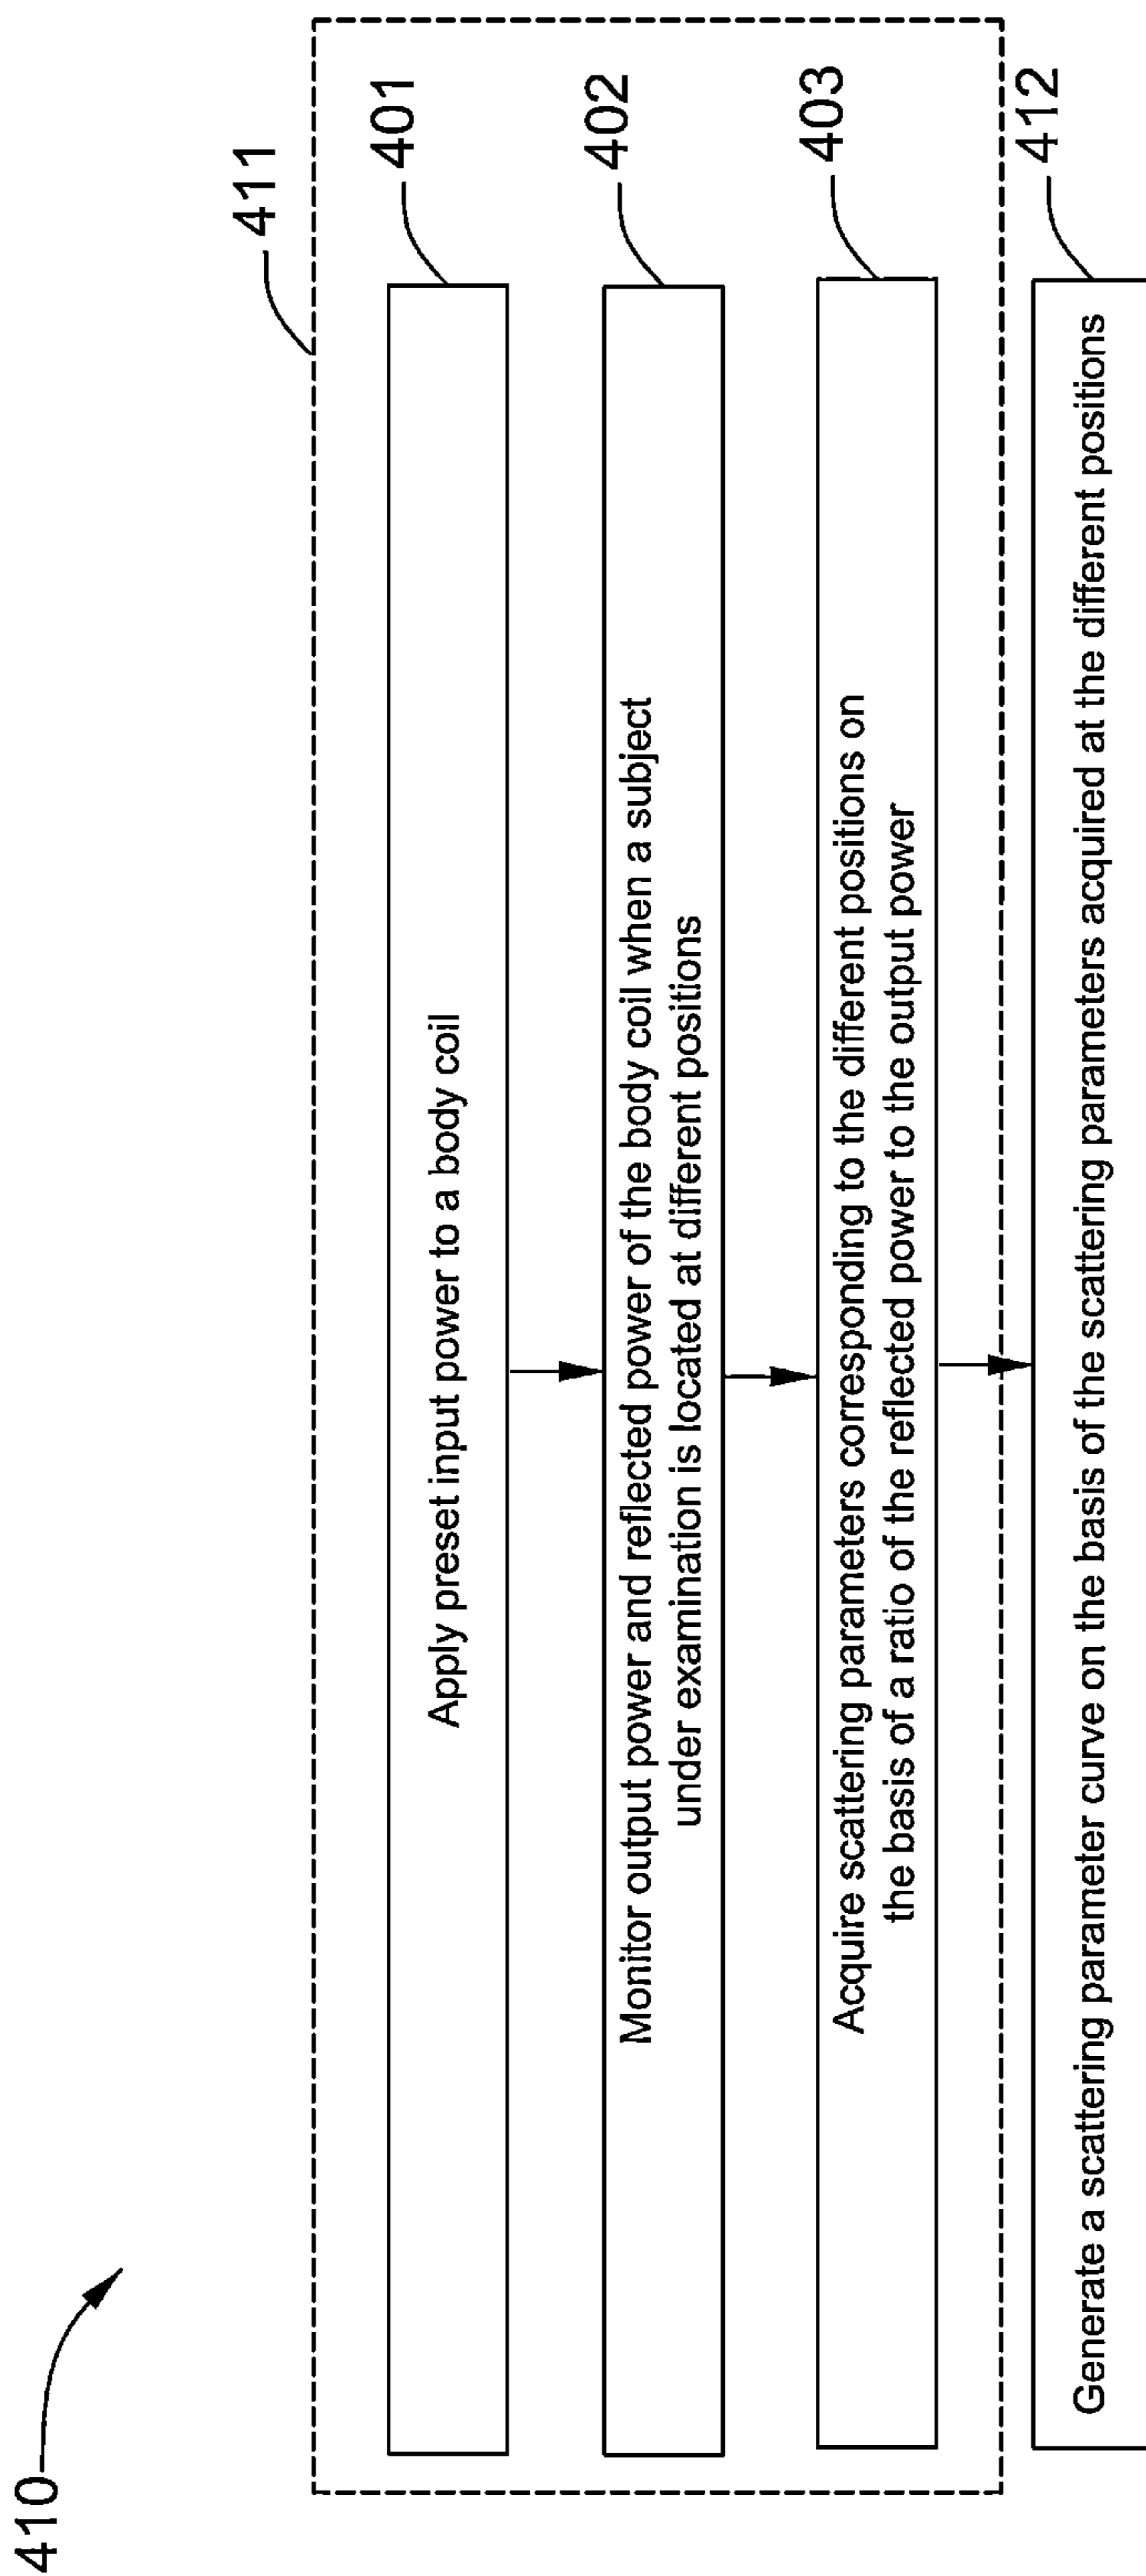 410
411
401
Apply preset input power to a body coil
402
Monitor output power and reflected power of the body coil when a subject
under examination is located at different positions
403
Acquire scattering parameters corresponding to the different positions on
the basis of a ratio of the reflected power to the output power
412
Generate a scattering parameter curve on the basis of the scattering parameters acquired at the different positions